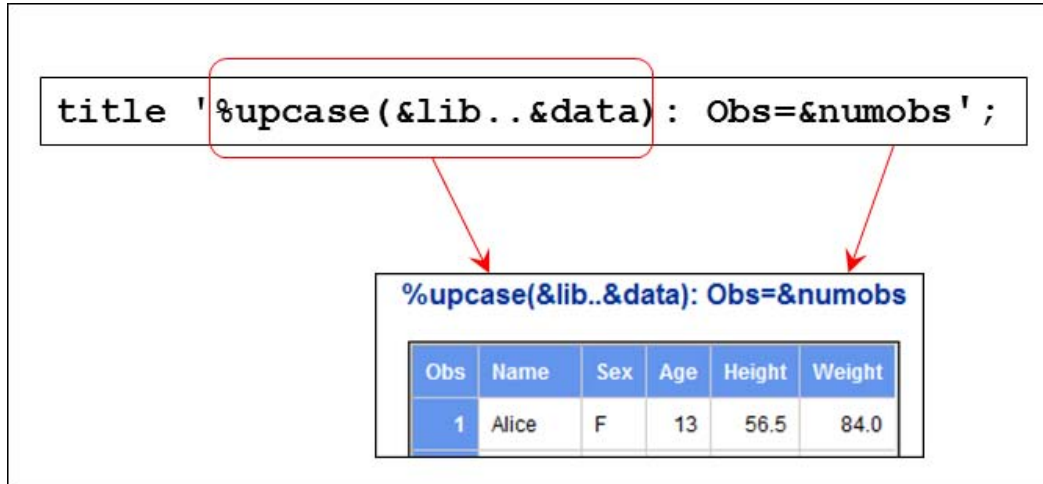 title '%upcase(&lib..&data): Obs=&numobs';
%upcase(&lib..&data): Obs=&numobs
Obs Name Sex Age Height Weight
1 Alice F 13 56.5 84.0